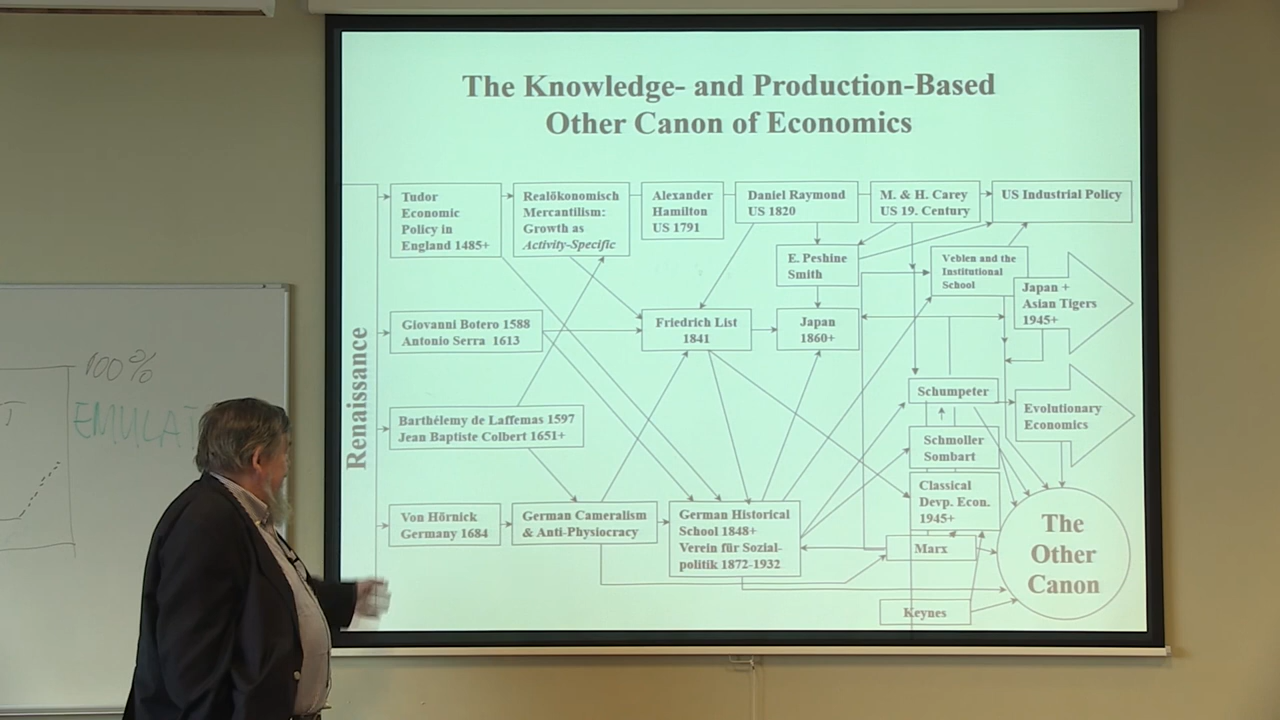 The Knowledge- and Production-Based
Other Canon of Economics
Renaissance
Tudor
Economic
Policy in
England 1485+
Realökonomisch
Mercantilism:
Growth as
Activity-Specific
Alexander
Hamilton
US 1791
Daniel Raymond
US 1820
M. & H. Carey
US 19. Century
US Industrial Policy
E. Peshine
Smith
Veblen and the
Institutional
School
Japan +
Asian Tigers
1945+
Giovanni Botero 1588
Antonio Serra 1613
Friedrich List
1841
Japan
1860+
Schumpeter
Evolutionary
Economics
Barthélemy de Laffemas 1597
Jean Baptiste Colbert 1651+
Schmoller
Sombart
Classical
Devp. Econ.
1945+
Von Hörnick
Germany 1684
German Cameralism
& Anti-Physiocracy
German Historical
School 1848+
Verein für Sozial-
politik 1872-1932
Marx
Keynes
The
Other
Canon
100%
EMULAT